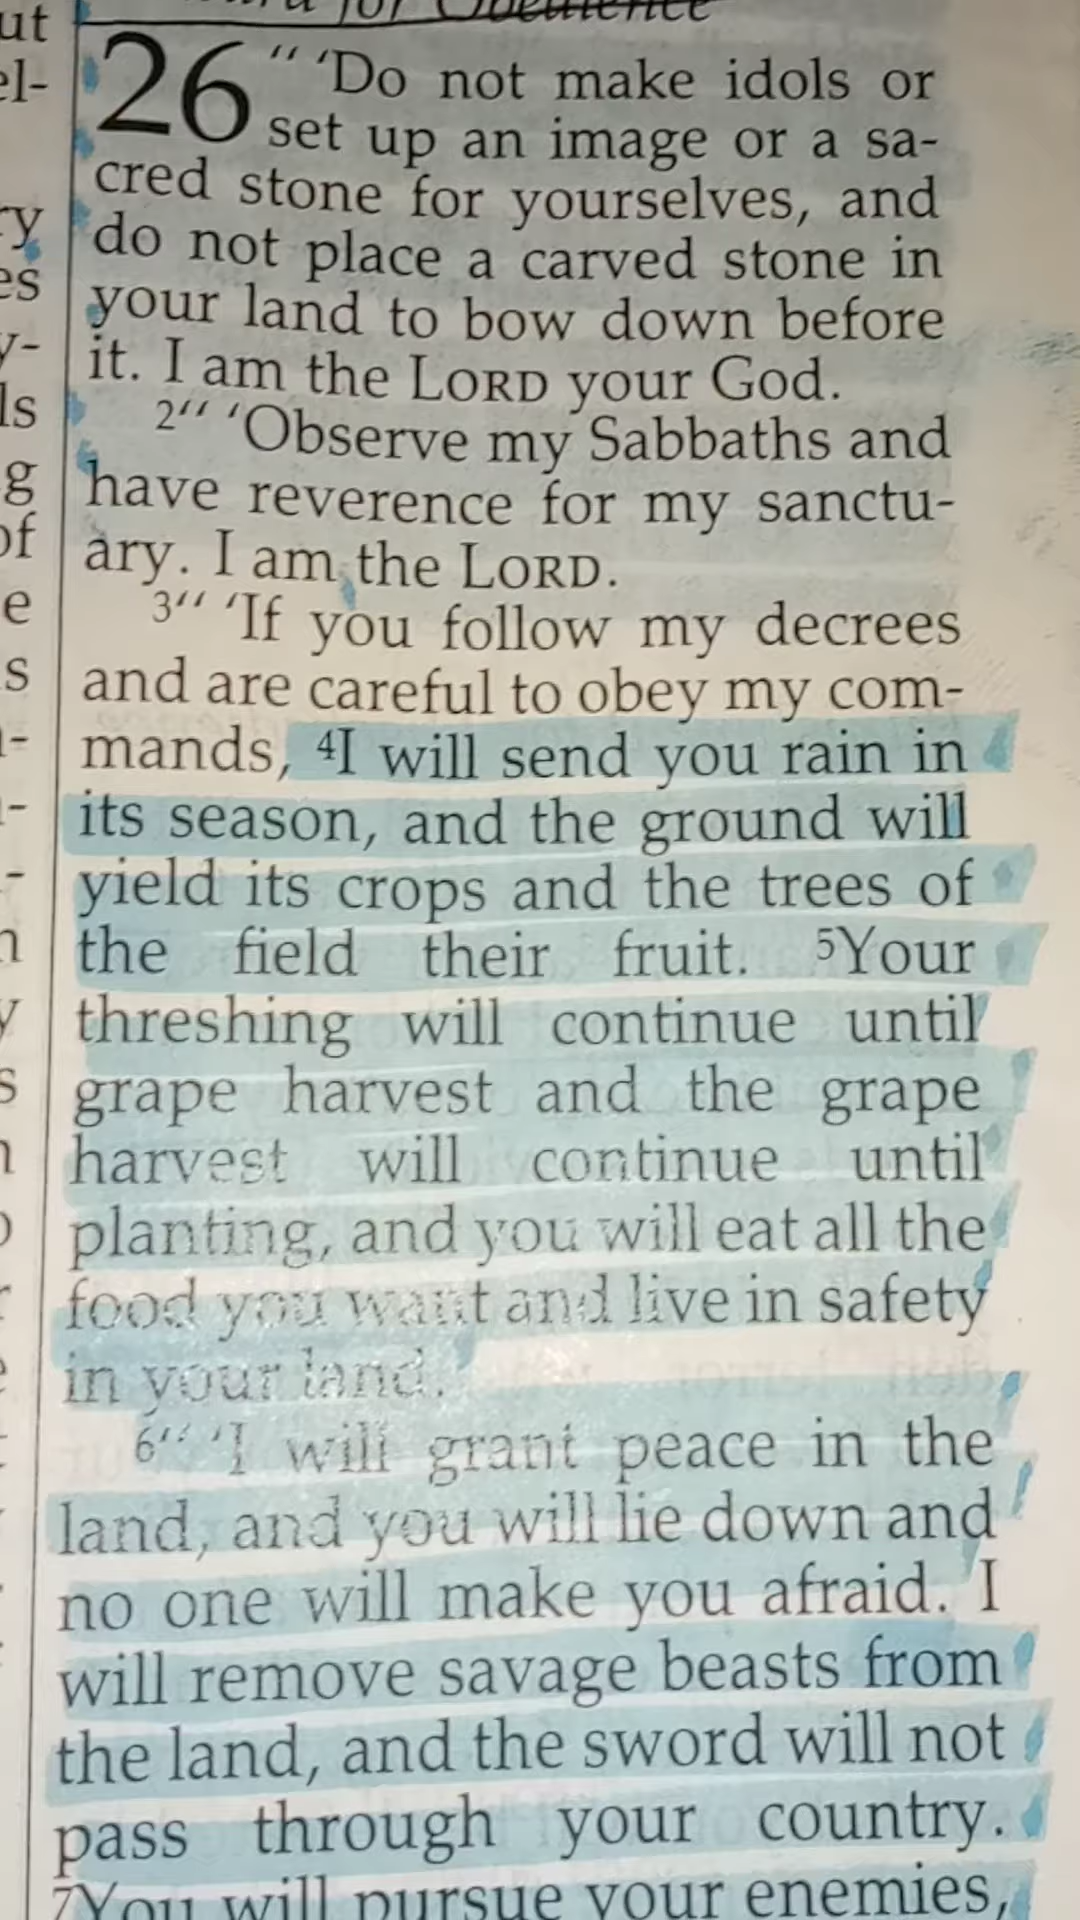 for Obedience
ut
el-
ry
es
y-
ls
g
of
e
s
26 "'Do not make idols or
set up an image or a sa-
cred stone for yourselves, and
do not place a carved stone in
your land to bow down before
it. I am the LORD your God.
2"'Observe my Sabbaths and
have reverence for my sanctu-
ary. I am the LORD.
3"'If you follow my decrees
and are careful to obey my com-
mands, 4I will send you rain in
its season, and the ground will
yield its crops and the trees of
the field their fruit. 5Your
threshing will continue until
grape harvest and the grape
harvest will continue until
planting, and you will eat all the
food you want and live in safety
in your land.
6"'I will grant peace in the
land, and you will lie down and
no one will make you afraid. I
will remove savage beasts from
the land, and the sword will not
pass through your country.
7You will pursue your enemies,